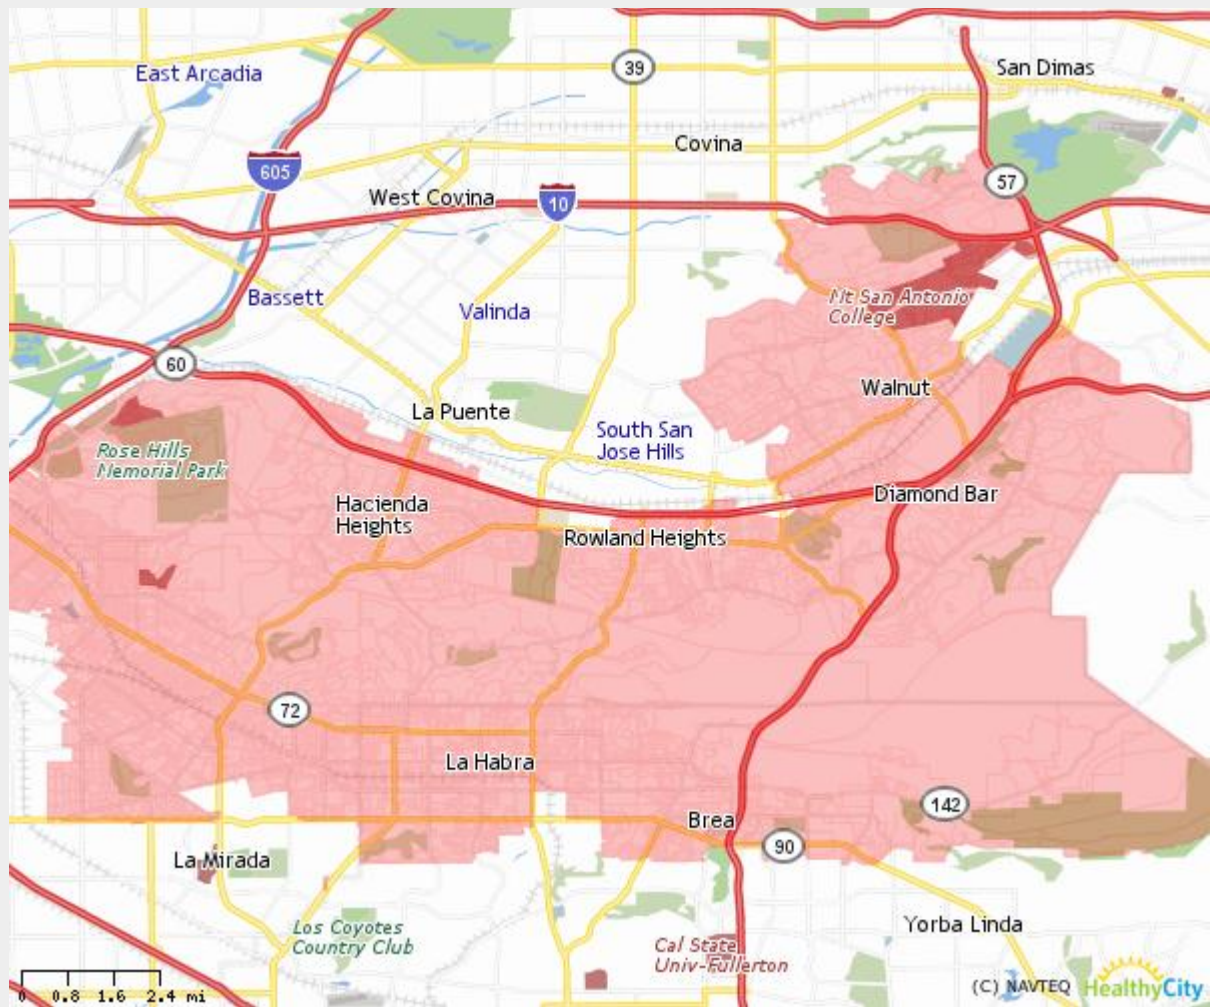 39
San Dimas
East Arcadia
Covina
605
57
West Covina
10
Bassett
Mt San Antonio
College
Valinda
60
Walnut
La Puente
South San
Jose Hills
Rose Hills
Memorial Park
Diamond Bar
Hacienda
Heights
Rowland Heights
72
La Habra
142
Brea
90
La Mirada
Los Coyotes
Country Club
Yorba Linda
Cal State
Univ-Fullerton
0 0.8 1.6 2.4 mi
(C) NAVTEQ HealthyCity